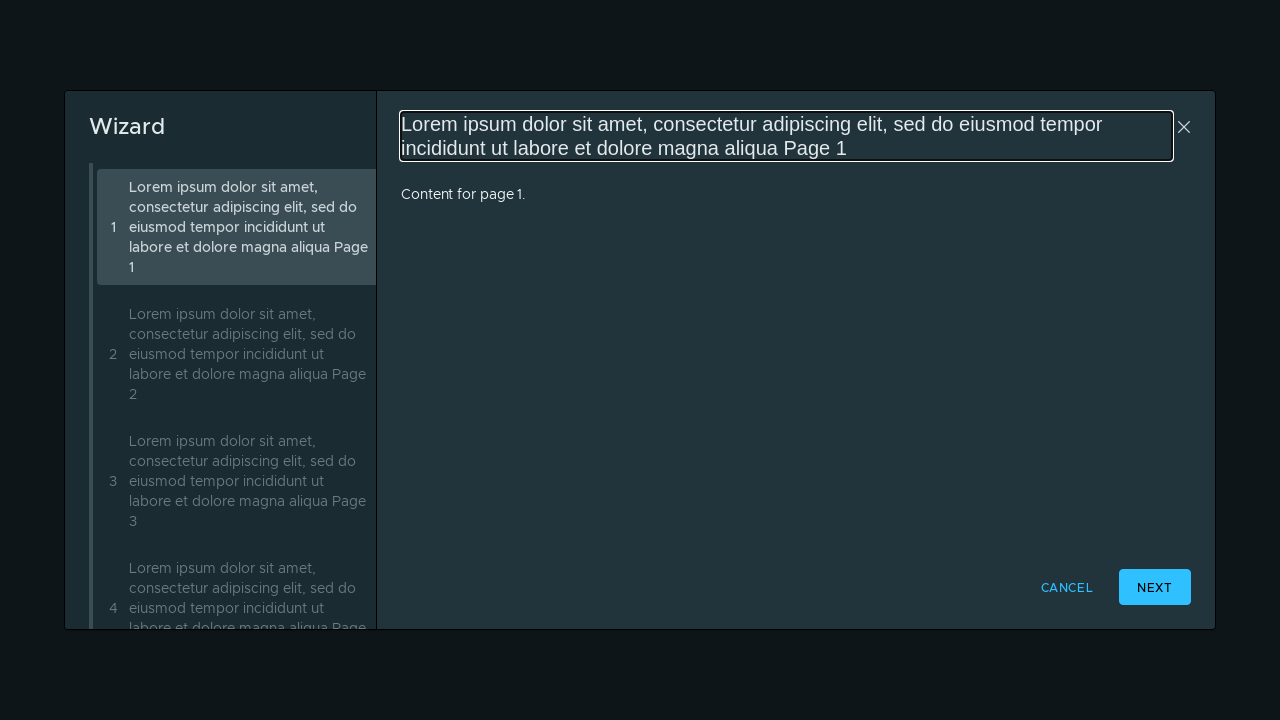 Wizard
1
Lorem ipsum dolor sit amet,
consectetur adipiscing elit, sed do
eiusmod tempor incididunt ut
labore et dolore magna aliqua Page
1
2
Lorem ipsum dolor sit amet,
consectetur adipiscing elit, sed do
eiusmod tempor incididunt ut
labore et dolore magna aliqua Page
2
3
Lorem ipsum dolor sit amet,
consectetur adipiscing elit, sed do
eiusmod tempor incididunt ut
labore et dolore magna aliqua Page
3
4
Lorem ipsum dolor sit amet,
consectetur adipiscing elit, sed do
eiusmod tempor incididunt ut
labore et dolore magna aliqua Page
Lorem ipsum dolor sit amet, consectetur adipiscing elit, sed do eiusmod tempor
incididunt ut labore et dolore magna aliqua Page 1
Content for page 1.
CANCEL
NEXT